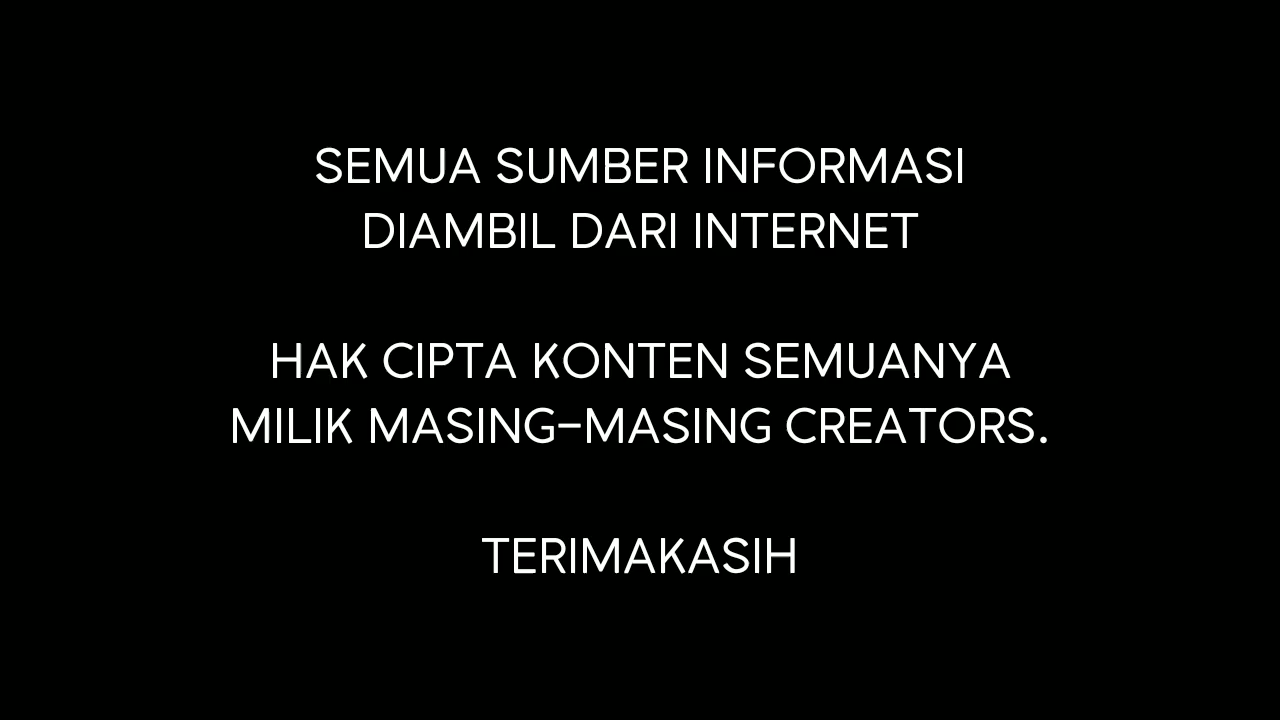 SEMUA SUMBER INFORMASI
DIAMBIL DARI INTERNET
HAK CIPTA KONTEN SEMUANYA
MILIK MASING-MASING CREATORS.
TERIMAKASIH